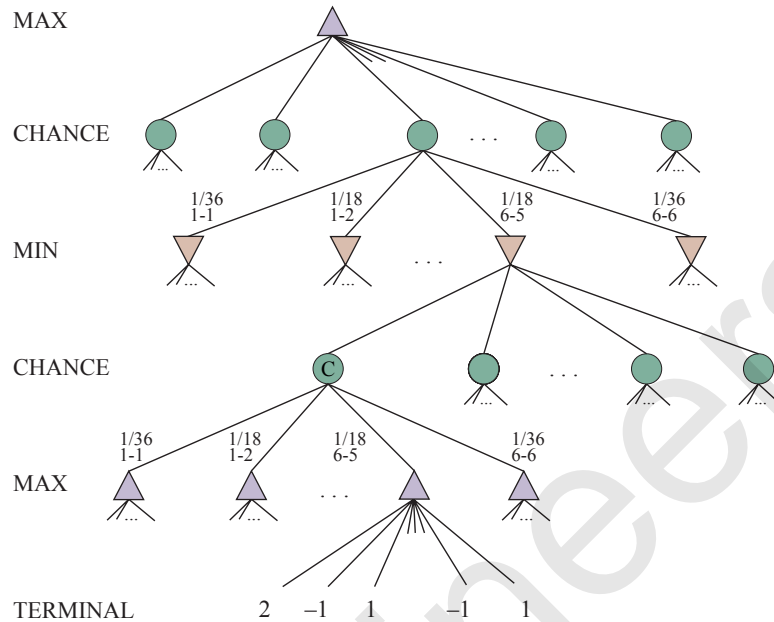 MAX
CHANCE
. . .
... ... ... ... ...
1/36 1/18 1/18 1/36
1-1 1-2 6-5 6-6
MIN
. . .
... ... ...
CHANCE
C
. . .
... ... ...
1/36 1/18 1/18 1/36
1-1 1-2 6-5 6-6
MAX
. . .
... ... ...
TERMINAL 2 –1 1 –1 1